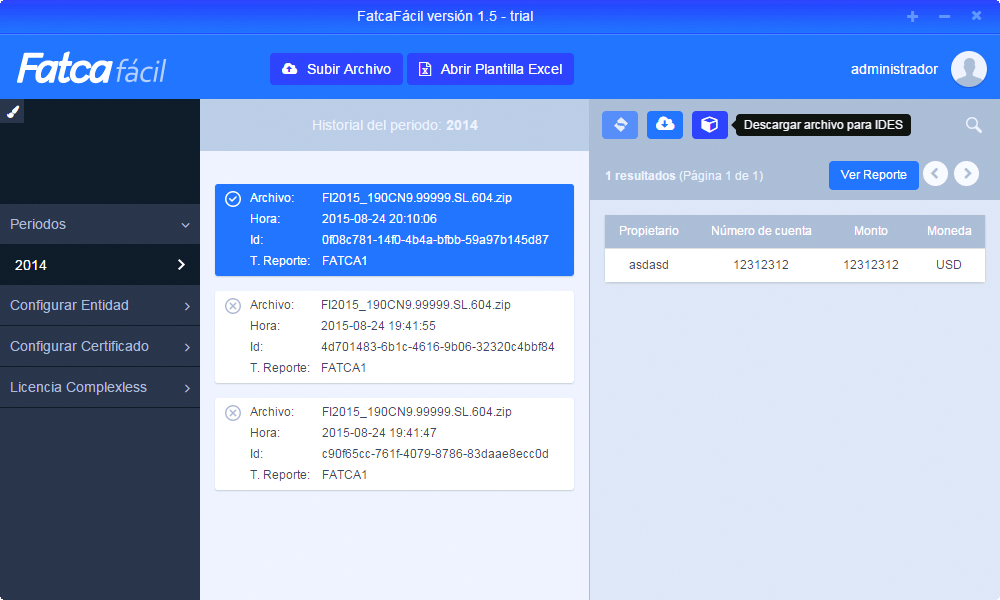 FatcaFácil versión 1.5 - trial
Fatca fácil
Subir Archivo
Abrir Plantilla Excel
administrador
Periodos
2014
Configurar Entidad
Configurar Certificado
Licencia Complexless
Historial del periodo: 2014
Archivo: FI2015_190CN9.99999.SL.604.zip
Hora: 2015-08-24 20:10:06
Id: 0f08c781-14f0-4b4a-bfbb-59a97b145d87
T. Reporte: FATCA1
Archivo: FI2015_190CN9.99999.SL.604.zip
Hora: 2015-08-24 19:41:55
Id: 4d701483-6b1c-4616-9b06-32320c4bbf84
T. Reporte: FATCA1
Archivo: FI2015_190CN9.99999.SL.604.zip
Hora: 2015-08-24 19:41:47
Id: c90f65cc-761f-4079-8786-83daae8ecc0d
T. Reporte: FATCA1
Descargar archivo para IDES
1 resultados (Página 1 de 1)
Ver Reporte
Propietario Número de cuenta Monto Moneda
asdasd 12312312 12312312 USD